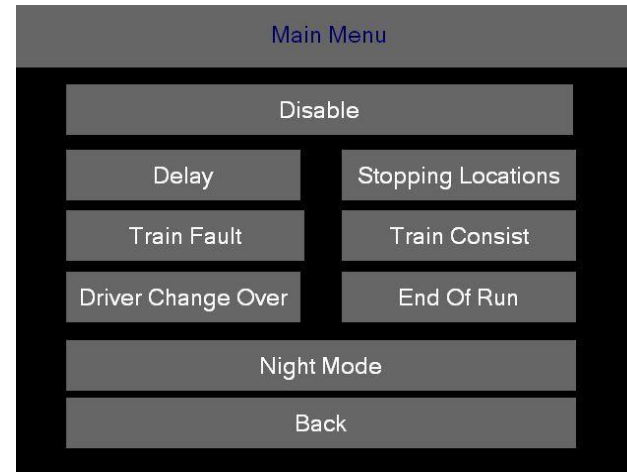 Main Menu
Disable
Delay
Stopping Locations
Train Fault
Train Consist
Driver Change Over
End Of Run
Night Mode
Back